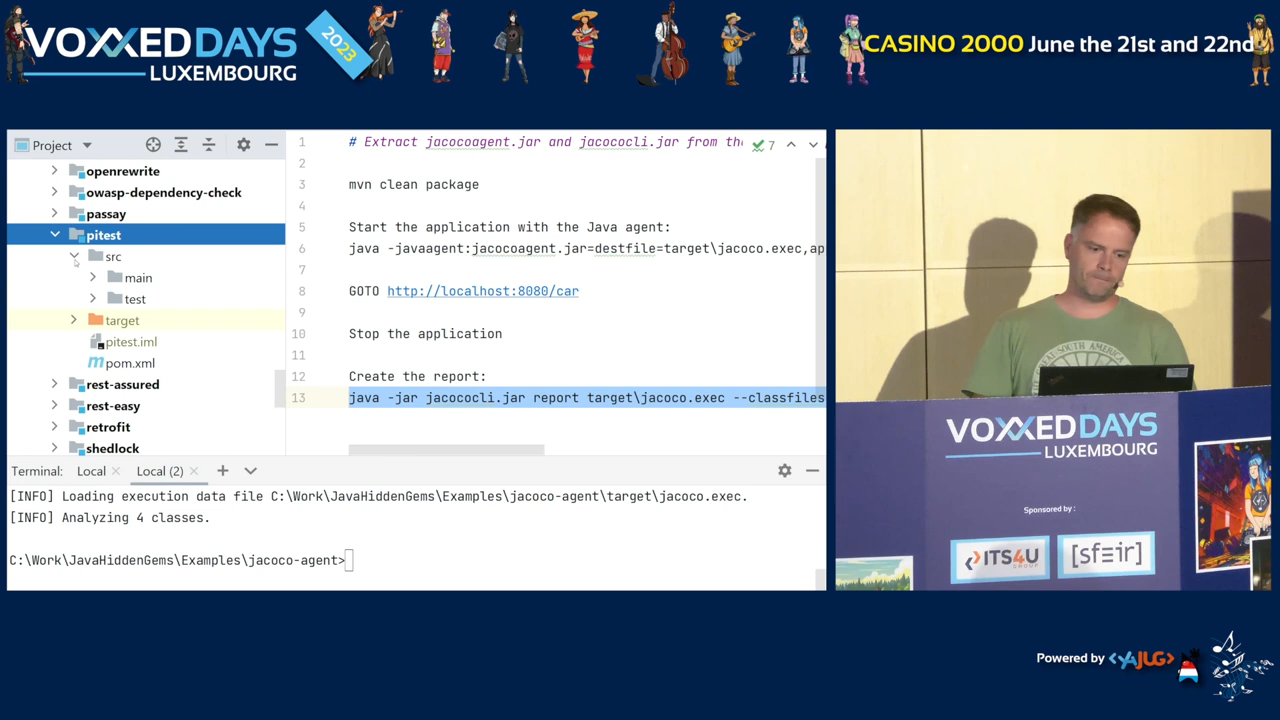 VOXXED DAYS
LUXEMBOURG
2023
CASINO 2000 June the 21st and 22nd
Project
openrewrite
owasp-dependency-check
passay
pitest
src
main
test
target
pitest.iml
pom.xml
rest-assured
rest-easy
retrofit
shedlock
1 # Extract jacocoagent.jar and jacococli.jar from the
7
2
3 mvn clean package
4
5 Start the application with the Java agent:
6 java -javaagent:jacocoagent.jar=destfile=target\jacoco.exec,ap
7
8 GOTO http://localhost:8080/car
9
10 Stop the application
11
12 Create the report:
13 java -jar jacococli.jar report target\jacoco.exec --classfiles
Terminal: Local Local (2)
[INFO] Loading execution data file C:\Work\JavaHiddenGems\Examples\jacoco-agent\target\jacoco.exec.
[INFO] Analyzing 4 classes.
C:\Work\JavaHiddenGems\Examples\jacoco-agent>
VOXXED DAYS
LUXEMBOURG
Sponsored by :
ITS4U
GROUP
[sfeir]
Powered by <YAJUG>